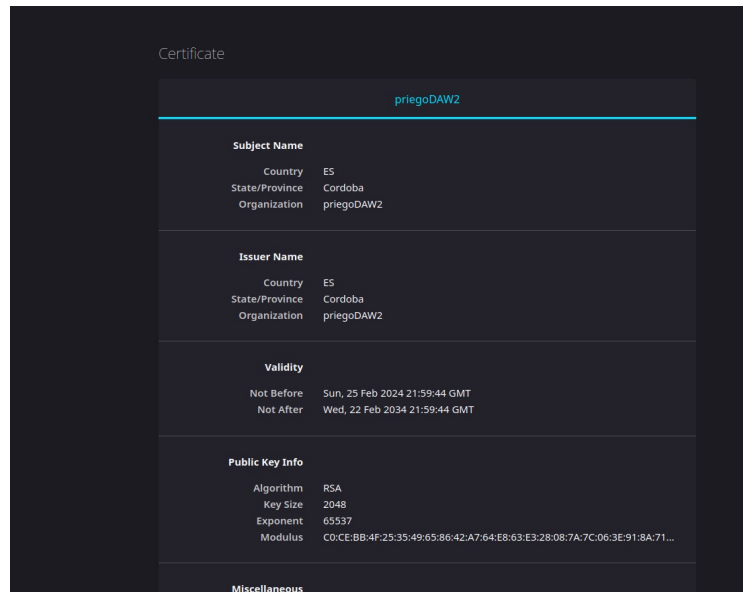 Certificate
priegoDAW2
Subject Name
Country ES
State/Province Cordoba
Organization priegoDAW2
Issuer Name
Country ES
State/Province Cordoba
Organization priegoDAW2
Validity
Not Before Sun, 25 Feb 2024 21:59:44 GMT
Not After Wed, 22 Feb 2034 21:59:44 GMT
Public Key Info
Algorithm RSA
Key Size 2048
Exponent 65537
Modulus C0:CE:BB:4F:25:35:49:65:86:42:A7:64:E8:63:E3:28:08:7A:7C:06:3E:91:8A:71...
Miscellaneous